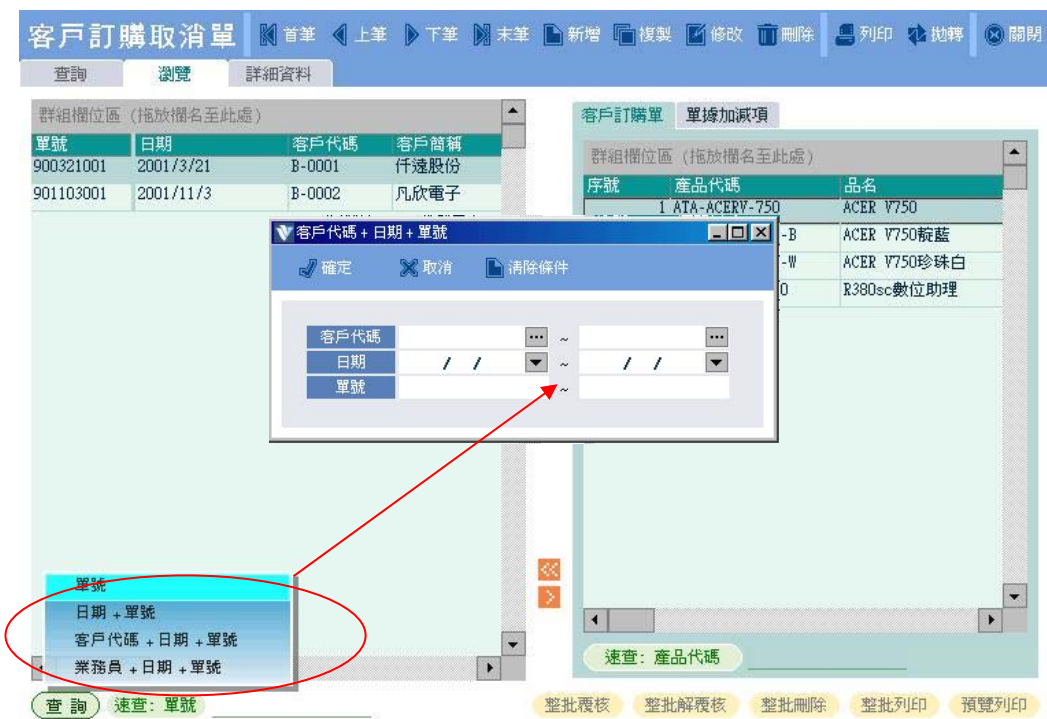 客戶訂購取消單 首筆 上筆 下筆 末筆 新增 複製 修改 刪除 列印 拋轉 關閉
查詢 瀏覽 詳細資料
群組欄位區 (拖放欄名至此處)
單號 日期 客戶代碼 客戶簡稱
900321001 2001/3/21 B-0001 仟遠股份
901103001 2001/11/3 B-0002 凡欣電子
客戶訂購單 單據加減項
群組欄位區 (拖放欄名至此處)
序號 產品代碼 品名
1 ATA-ACERV-750 ACER V750
-B ACER V750靛藍
-W ACER V750珍珠白
0 R380sc數位助理
客戶代碼 + 日期 + 單號
確定 取消 清除條件
客戶代碼 ... ~ ...
日期 / / ~ / /
單號 ~
單號
日期 + 單號
客戶代碼 + 日期 + 單號
業務員 + 日期 + 單號
速查: 產品代碼
查 詢 速查: 單號
整批覆核 整批解覆核 整批刪除 整批列印 預覽列印